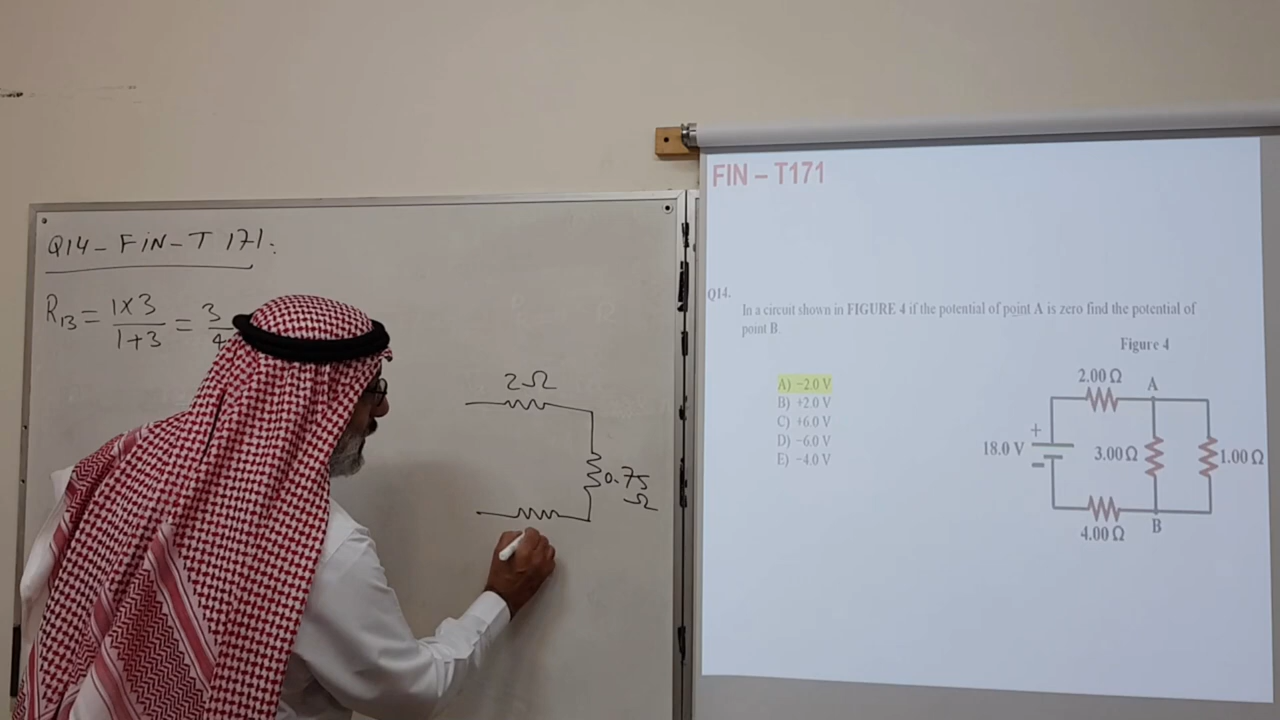 Q14 - FiN - T 171:
R13 = 1x3 / 1+3 = 3 / 4
2Ω
0.75
Ω
FIN – T171
Q14.
In a circuit shown in FIGURE 4 if the potential of point A is zero find the potential of
point B.
Figure 4
A) −2.0 V
B) +2.0 V
C) +6.0 V
D) −6.0 V
E) −4.0 V
2.00 Ω
A
+
18.0 V
3.00 Ω
1.00 Ω
-
4.00 Ω
B